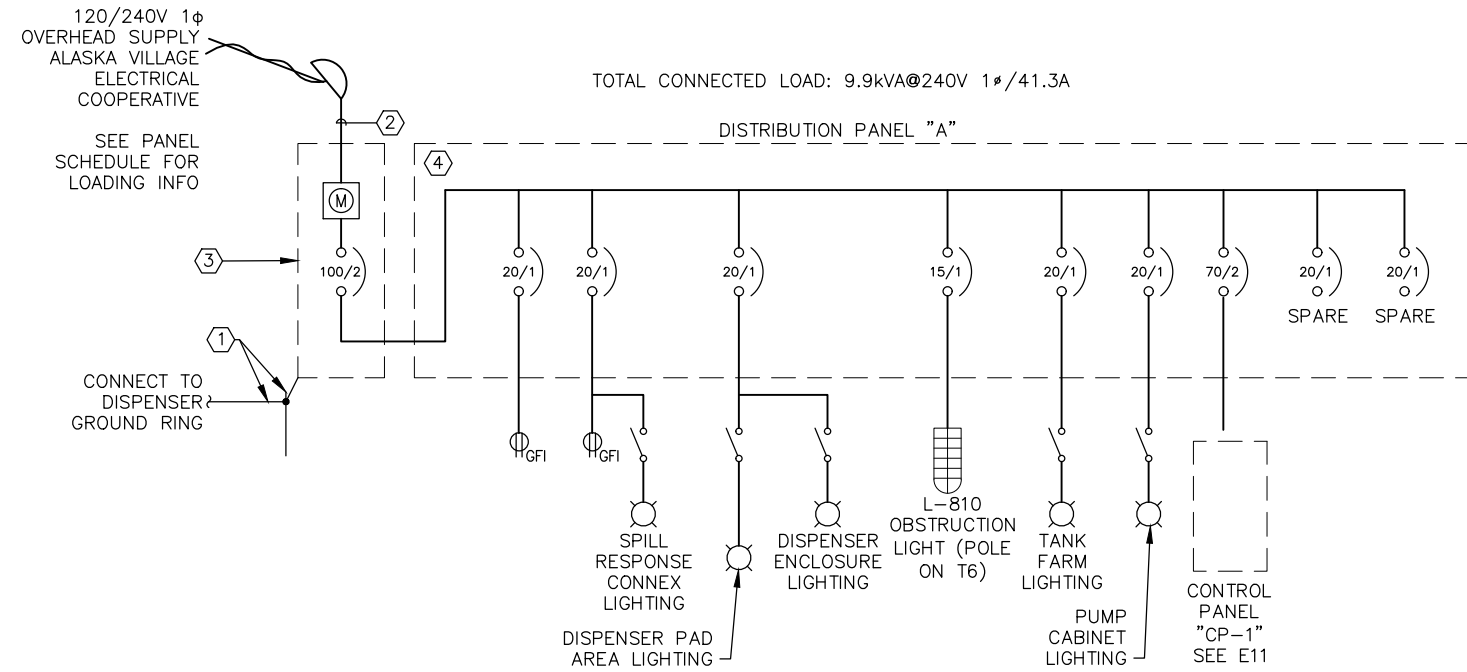 120/240V 1ϕ
OVERHEAD SUPPLY
ALASKA VILLAGE
ELECTRICAL
COOPERATIVE
SEE PANEL
SCHEDULE FOR
LOADING INFO
TOTAL CONNECTED LOAD: 9.9kVA@240V 1ø/41.3A
DISTRIBUTION PANEL "A"
2
4
M
3
100/2
20/1
20/1
20/1
15/1
20/1
20/1
70/2
20/1
20/1
SPARE
SPARE
1
CONNECT TO
DISPENSER
GROUND RING
GFI
GFI
SPILL
RESPONSE
CONNEX
LIGHTING
DISPENSER PAD
AREA LIGHTING
DISPENSER
ENCLOSURE
LIGHTING
L-810
OBSTRUCTION
LIGHT (POLE
ON T6)
TANK
FARM
LIGHTING
PUMP
CABINET
LIGHTING
CONTROL
PANEL
"CP-1"
SEE E11